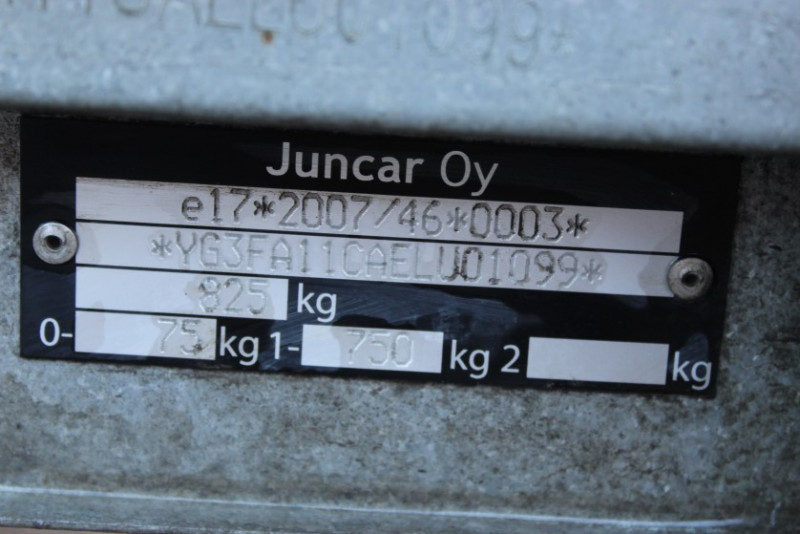 Juncar Oy
e17*2007/46*0003*
*YG3FA11CAELU01099*
825 kg
0- 75 kg 1- 750 kg 2 kg